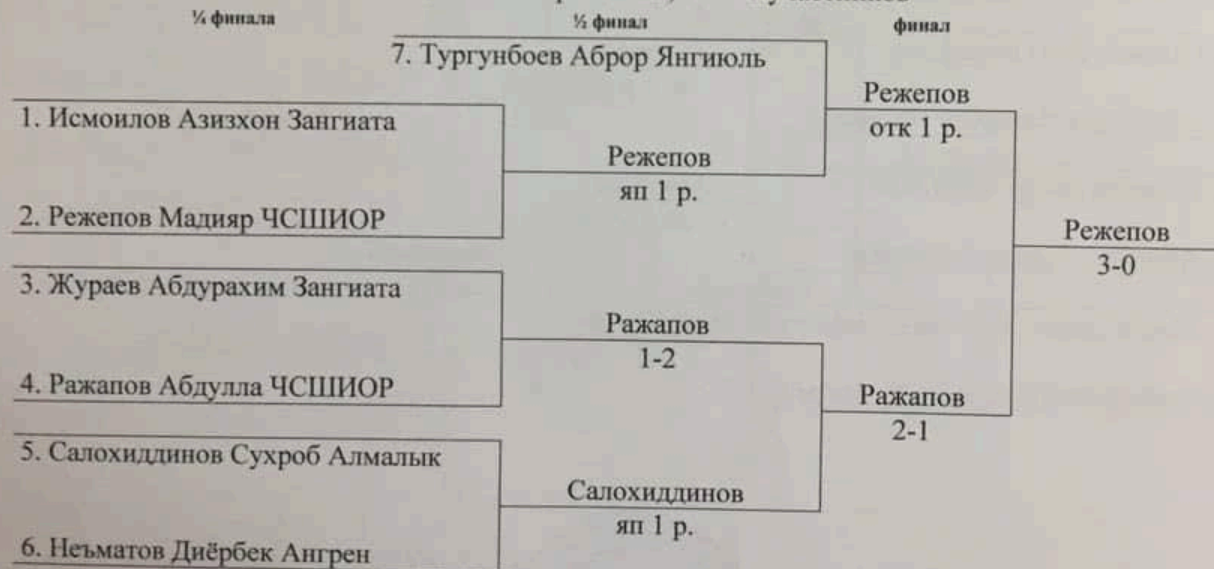 ¼ финала
½ финал
финал
7. Тургунбоев Аброр Янгиюль
Режепов
отк 1 р.
1. Исмоилов Азизхон Зангиата
Режепов
яп 1 р.
2. Режепов Мадияр ЧСШИОР
Режепов
3-0
3. Жураев Абдурахим Зангиата
Ражапов
1-2
4. Ражапов Абдулла ЧСШИОР
Ражапов
2-1
5. Салохиддинов Сухроб Алмалык
Салохиддинов
яп 1 р.
6. Неъматов Диёрбек Ангрен